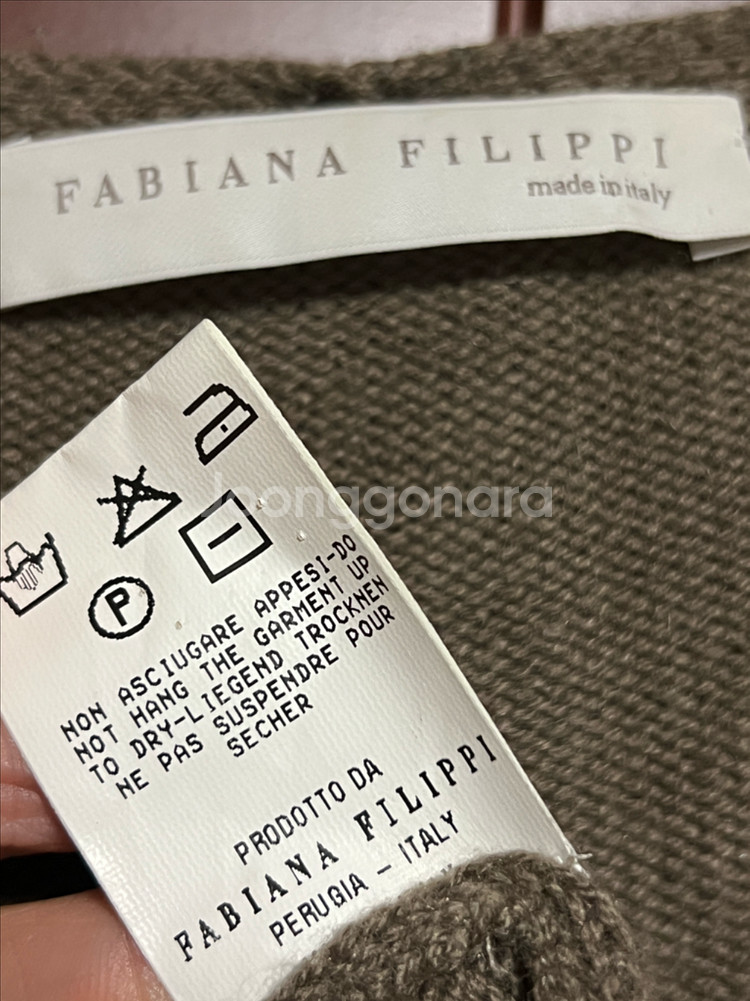 FABIANA FILIPPI
made in italy
Joonggonara
P
NON ASCIUGARE APPESI-DO
NOT HANG THE GARMENT UP
TO DRY-LIEGEND TROCKNEN
NE PAS SUSPENDRE POUR
SECHER
PRODOTTO DA
FABIANA FILIPPI
PERUGIA - ITALY